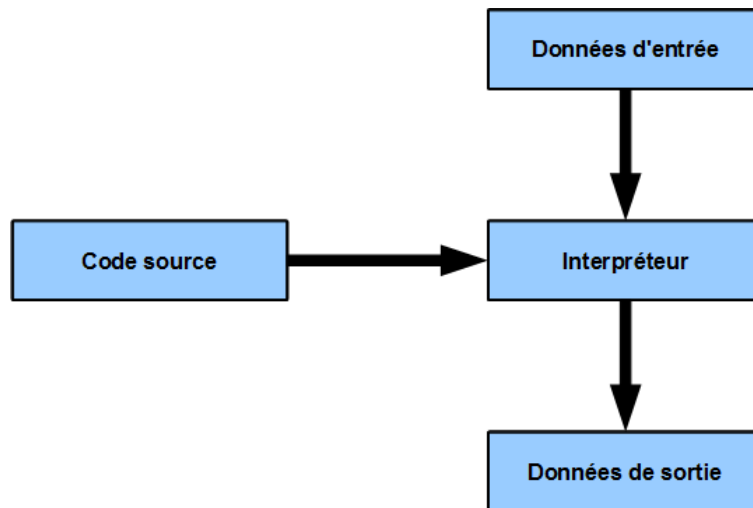 Données d'entrée
Code source
Interpréteur
Données de sortie